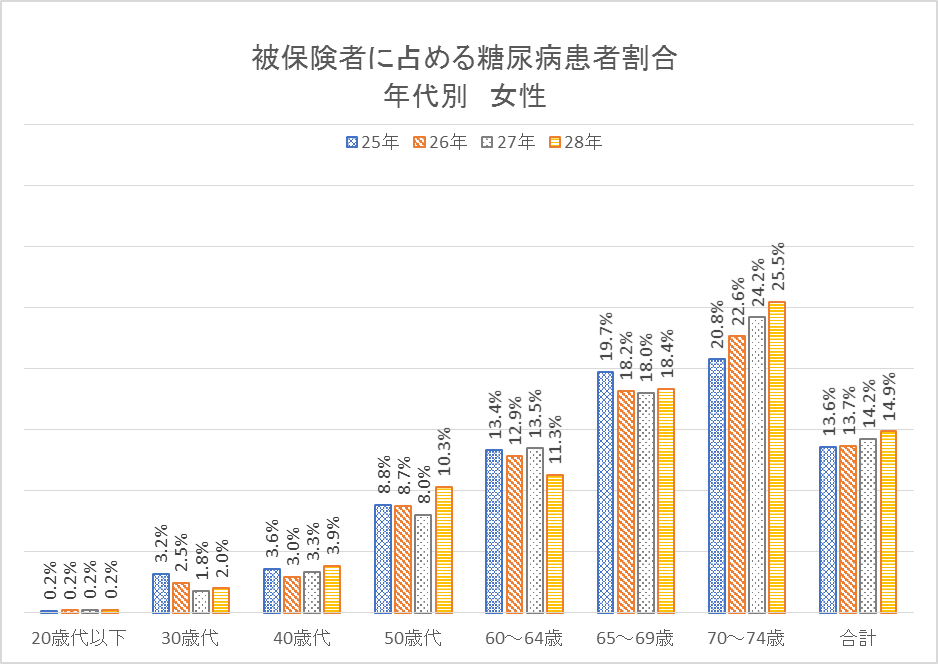 被保険者に占める糖尿病患者割合
年代別　女性
25年 26年 27年 28年
0.2% 0.2% 0.2% 0.2%
3.2% 2.5% 1.8% 2.0%
3.6% 3.0% 3.3% 3.9%
8.8% 8.7% 8.0% 10.3%
13.4% 12.9% 13.5% 11.3%
19.7% 18.2% 18.0% 18.4%
20.8% 22.6% 24.2% 25.5%
13.6% 13.7% 14.2% 14.9%
20歳代以下 30歳代 40歳代 50歳代 60～64歳 65～69歳 70～74歳 合計